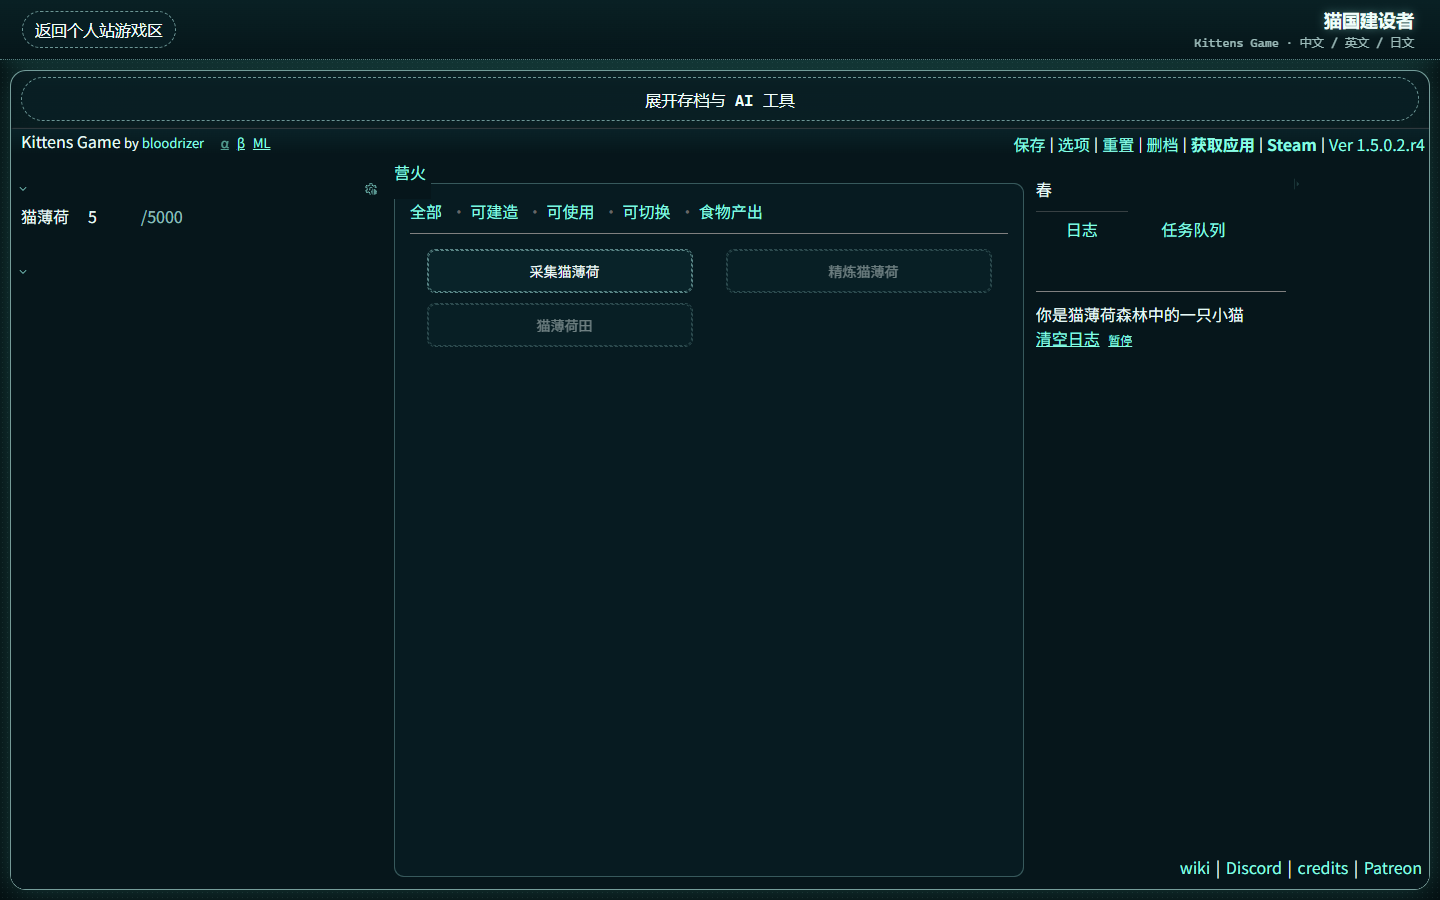 返回个人站游戏区
猫国建设者
Kittens Game · 中文 / 英文 / 日文
展开存档与 AI 工具
Kittens Game by bloodrizer α β ML
保存 | 选项 | 重置 | 删档 | 获取应用 | Steam | Ver 1.5.0.2.r4
猫薄荷 5 /5000
营火
全部 • 可建造 • 可使用 • 可切换 • 食物产出
采集猫薄荷
精炼猫薄荷
猫薄荷田
春
日志 任务队列
你是猫薄荷森林中的一只小猫
清空日志 暂停
wiki | Discord | credits | Patreon